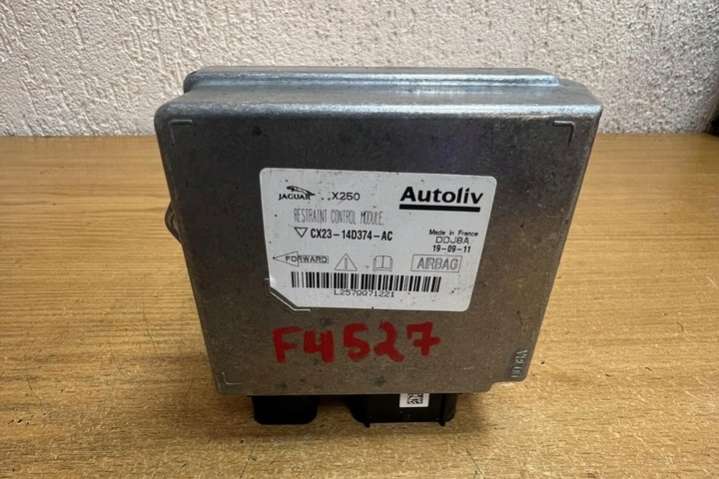 JAGUAR X250
Autoliv
RESTRAINT CONTROL MODULE
CX23-14D374-AC
Made in France
DDJ8A
19-09-11
FORWARD
AIRBAG
L2570071221
F4527